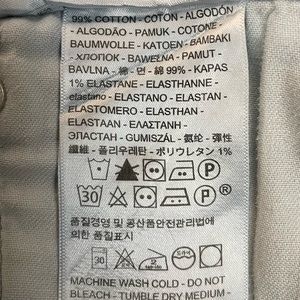 99% COTTON - COTON - ALGODÓN
- ALGODÃO - PAMUK - COTONE -
BAUMWOLLE - KATOEN - BAMBAKI
- ХЛОПОК - BAWEŁNA - PAMUT -
BAVLNA - 棉 - 면 - 綿 99% - KAPAS
1% ELASTANE - ELASTHANNE -
elastano - ELASTANO - ELASTAN -
ELASTOMERO - ELASTHAN -
ELASTAAN - ΕΛΑΣΤΑΝΗ -
ЭЛАСТАН - GUMISZÁL - 氨纶 - 彈性
纖維 - 폴리우레탄 - ポリウレタン 1%
30 P
30 P ®
품질경영 및 공산품안전관리법에
의한 품질표시
30
MACHINE WASH COLD - DO NOT
BLEACH - TUMBLE DRY MEDIUM -